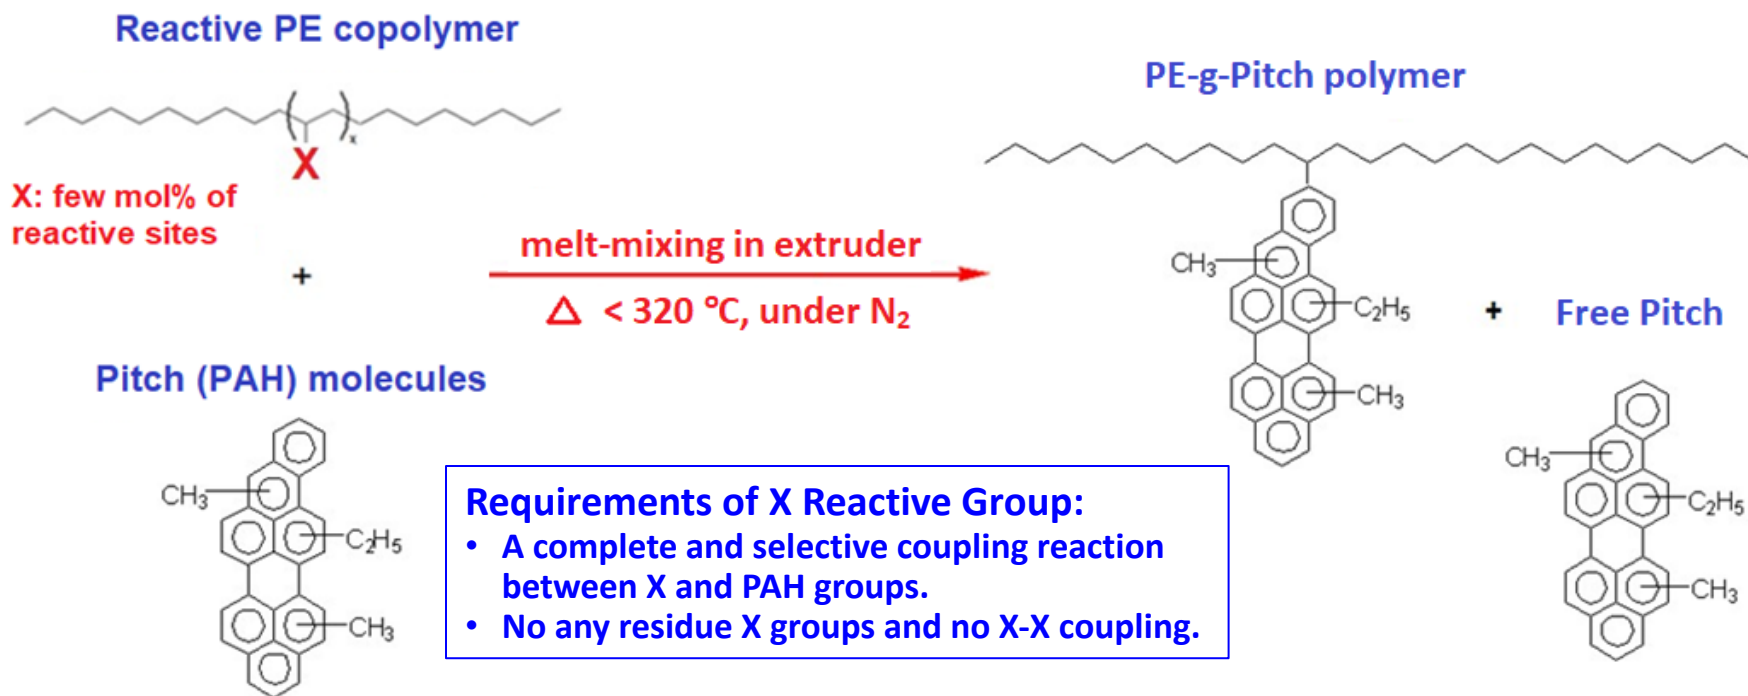 Reactive PE copolymer
x
X
X: few mol% of
reactive sites
+
Pitch (PAH) molecules
CH₃
C₂H₅
CH₃
melt-mixing in extruder
△ < 320 °C, under N₂
PE-g-Pitch polymer
CH₃
C₂H₅
CH₃
+
Free Pitch
CH₃
C₂H₅
CH₃
Requirements of X Reactive Group:
• A complete and selective coupling reaction
between X and PAH groups.
• No any residue X groups and no X-X coupling.